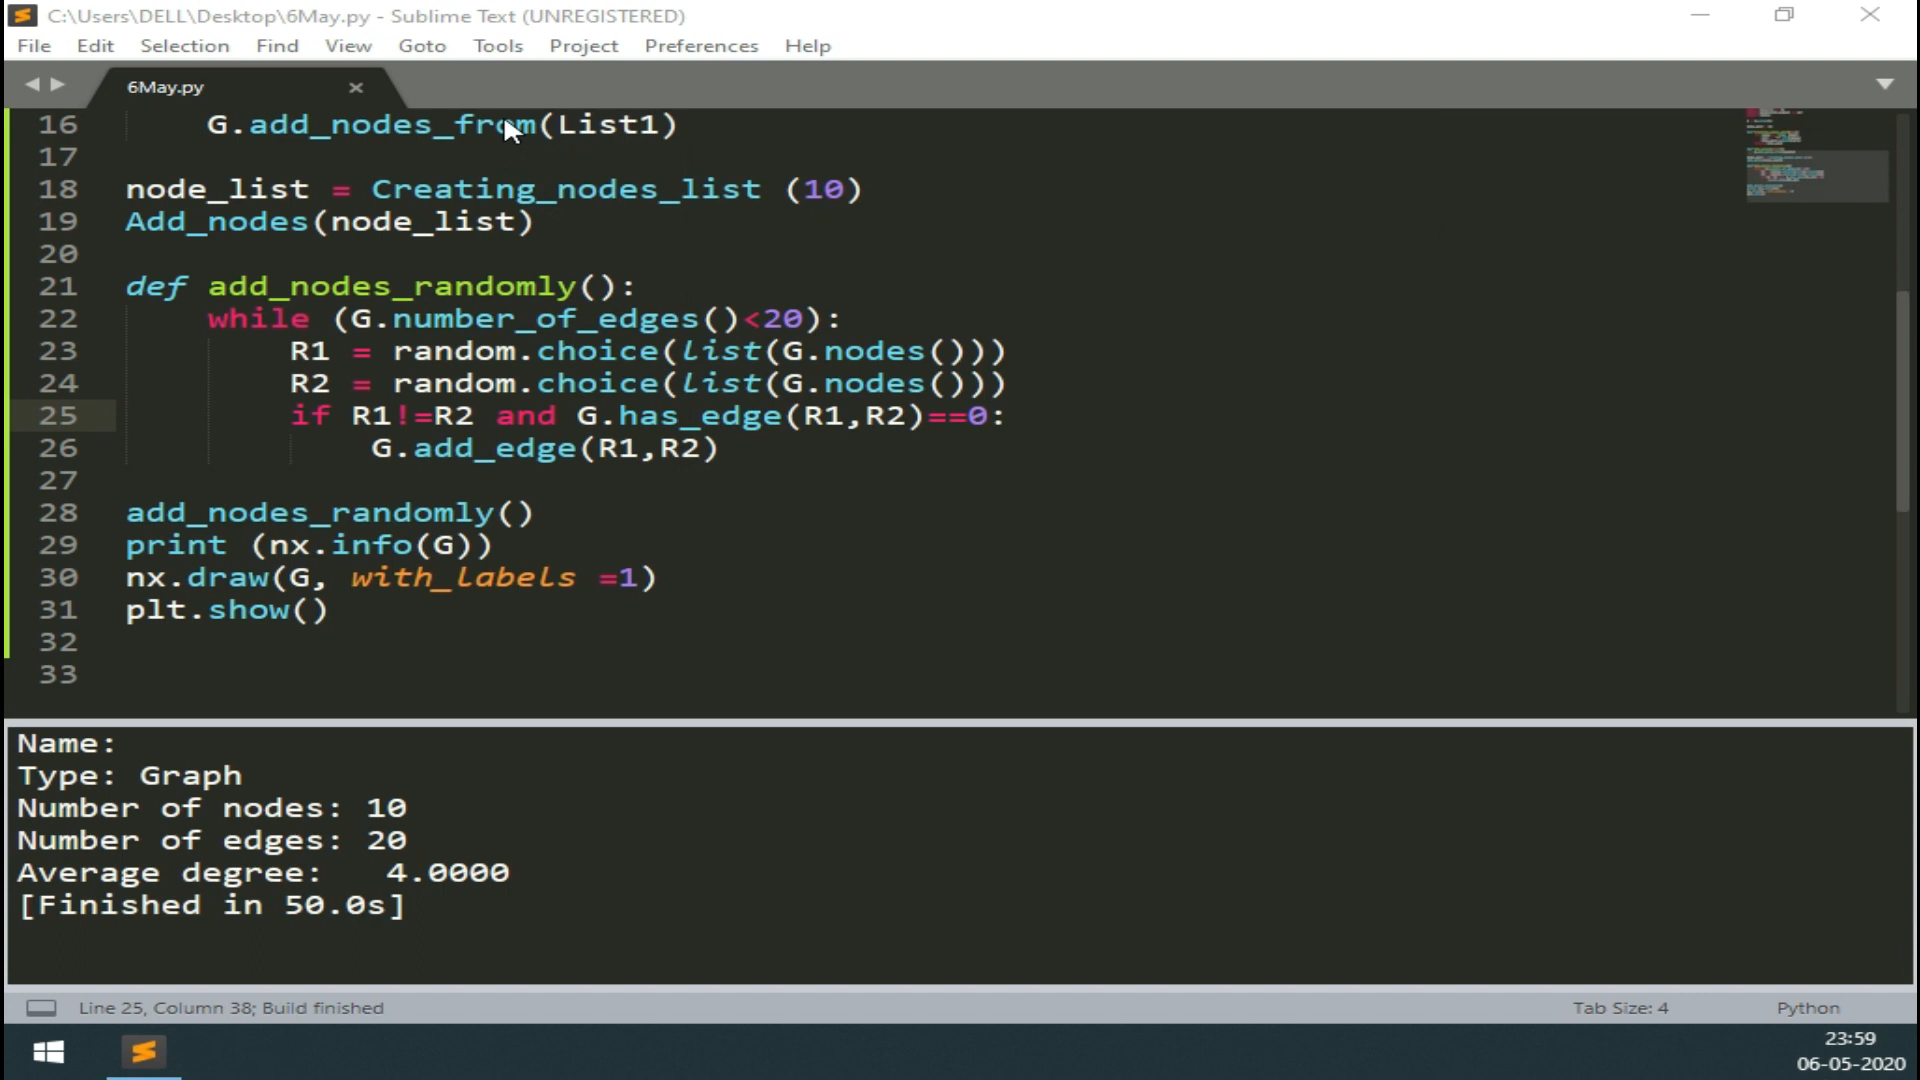 C:\Users\DELL\Desktop\6May.py - Sublime Text (UNREGISTERED)
File Edit Selection Find View Goto Tools Project Preferences Help
6May.py
16 G.add_nodes_from(List1)
17
18 node_list = Creating_nodes_list (10)
19 Add_nodes(node_list)
20
21 def add_nodes_randomly():
22 while (G.number_of_edges()<20):
23 R1 = random.choice(list(G.nodes()))
24 R2 = random.choice(list(G.nodes()))
25 if R1!=R2 and G.has_edge(R1,R2)==0:
26 G.add_edge(R1,R2)
27
28 add_nodes_randomly()
29 print (nx.info(G))
30 nx.draw(G, with_labels =1)
31 plt.show()
32
33
Name:
Type: Graph
Number of nodes: 10
Number of edges: 20
Average degree: 4.0000
[Finished in 50.0s]
Line 25, Column 38; Build finished Tab Size: 4 Python
23:59
06-05-2020